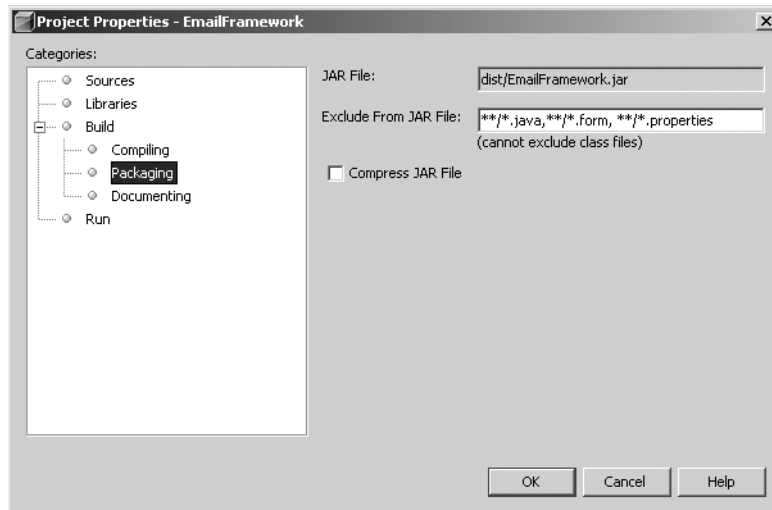 Project Properties - EmailFramework
Categories:
Sources
Libraries
Build
Compiling
Packaging
Documenting
Run
JAR File:
dist/EmailFramework.jar
Exclude From JAR File:
**/*.java,**/*.form, **/*.properties
(cannot exclude class files)
Compress JAR File
OK
Cancel
Help